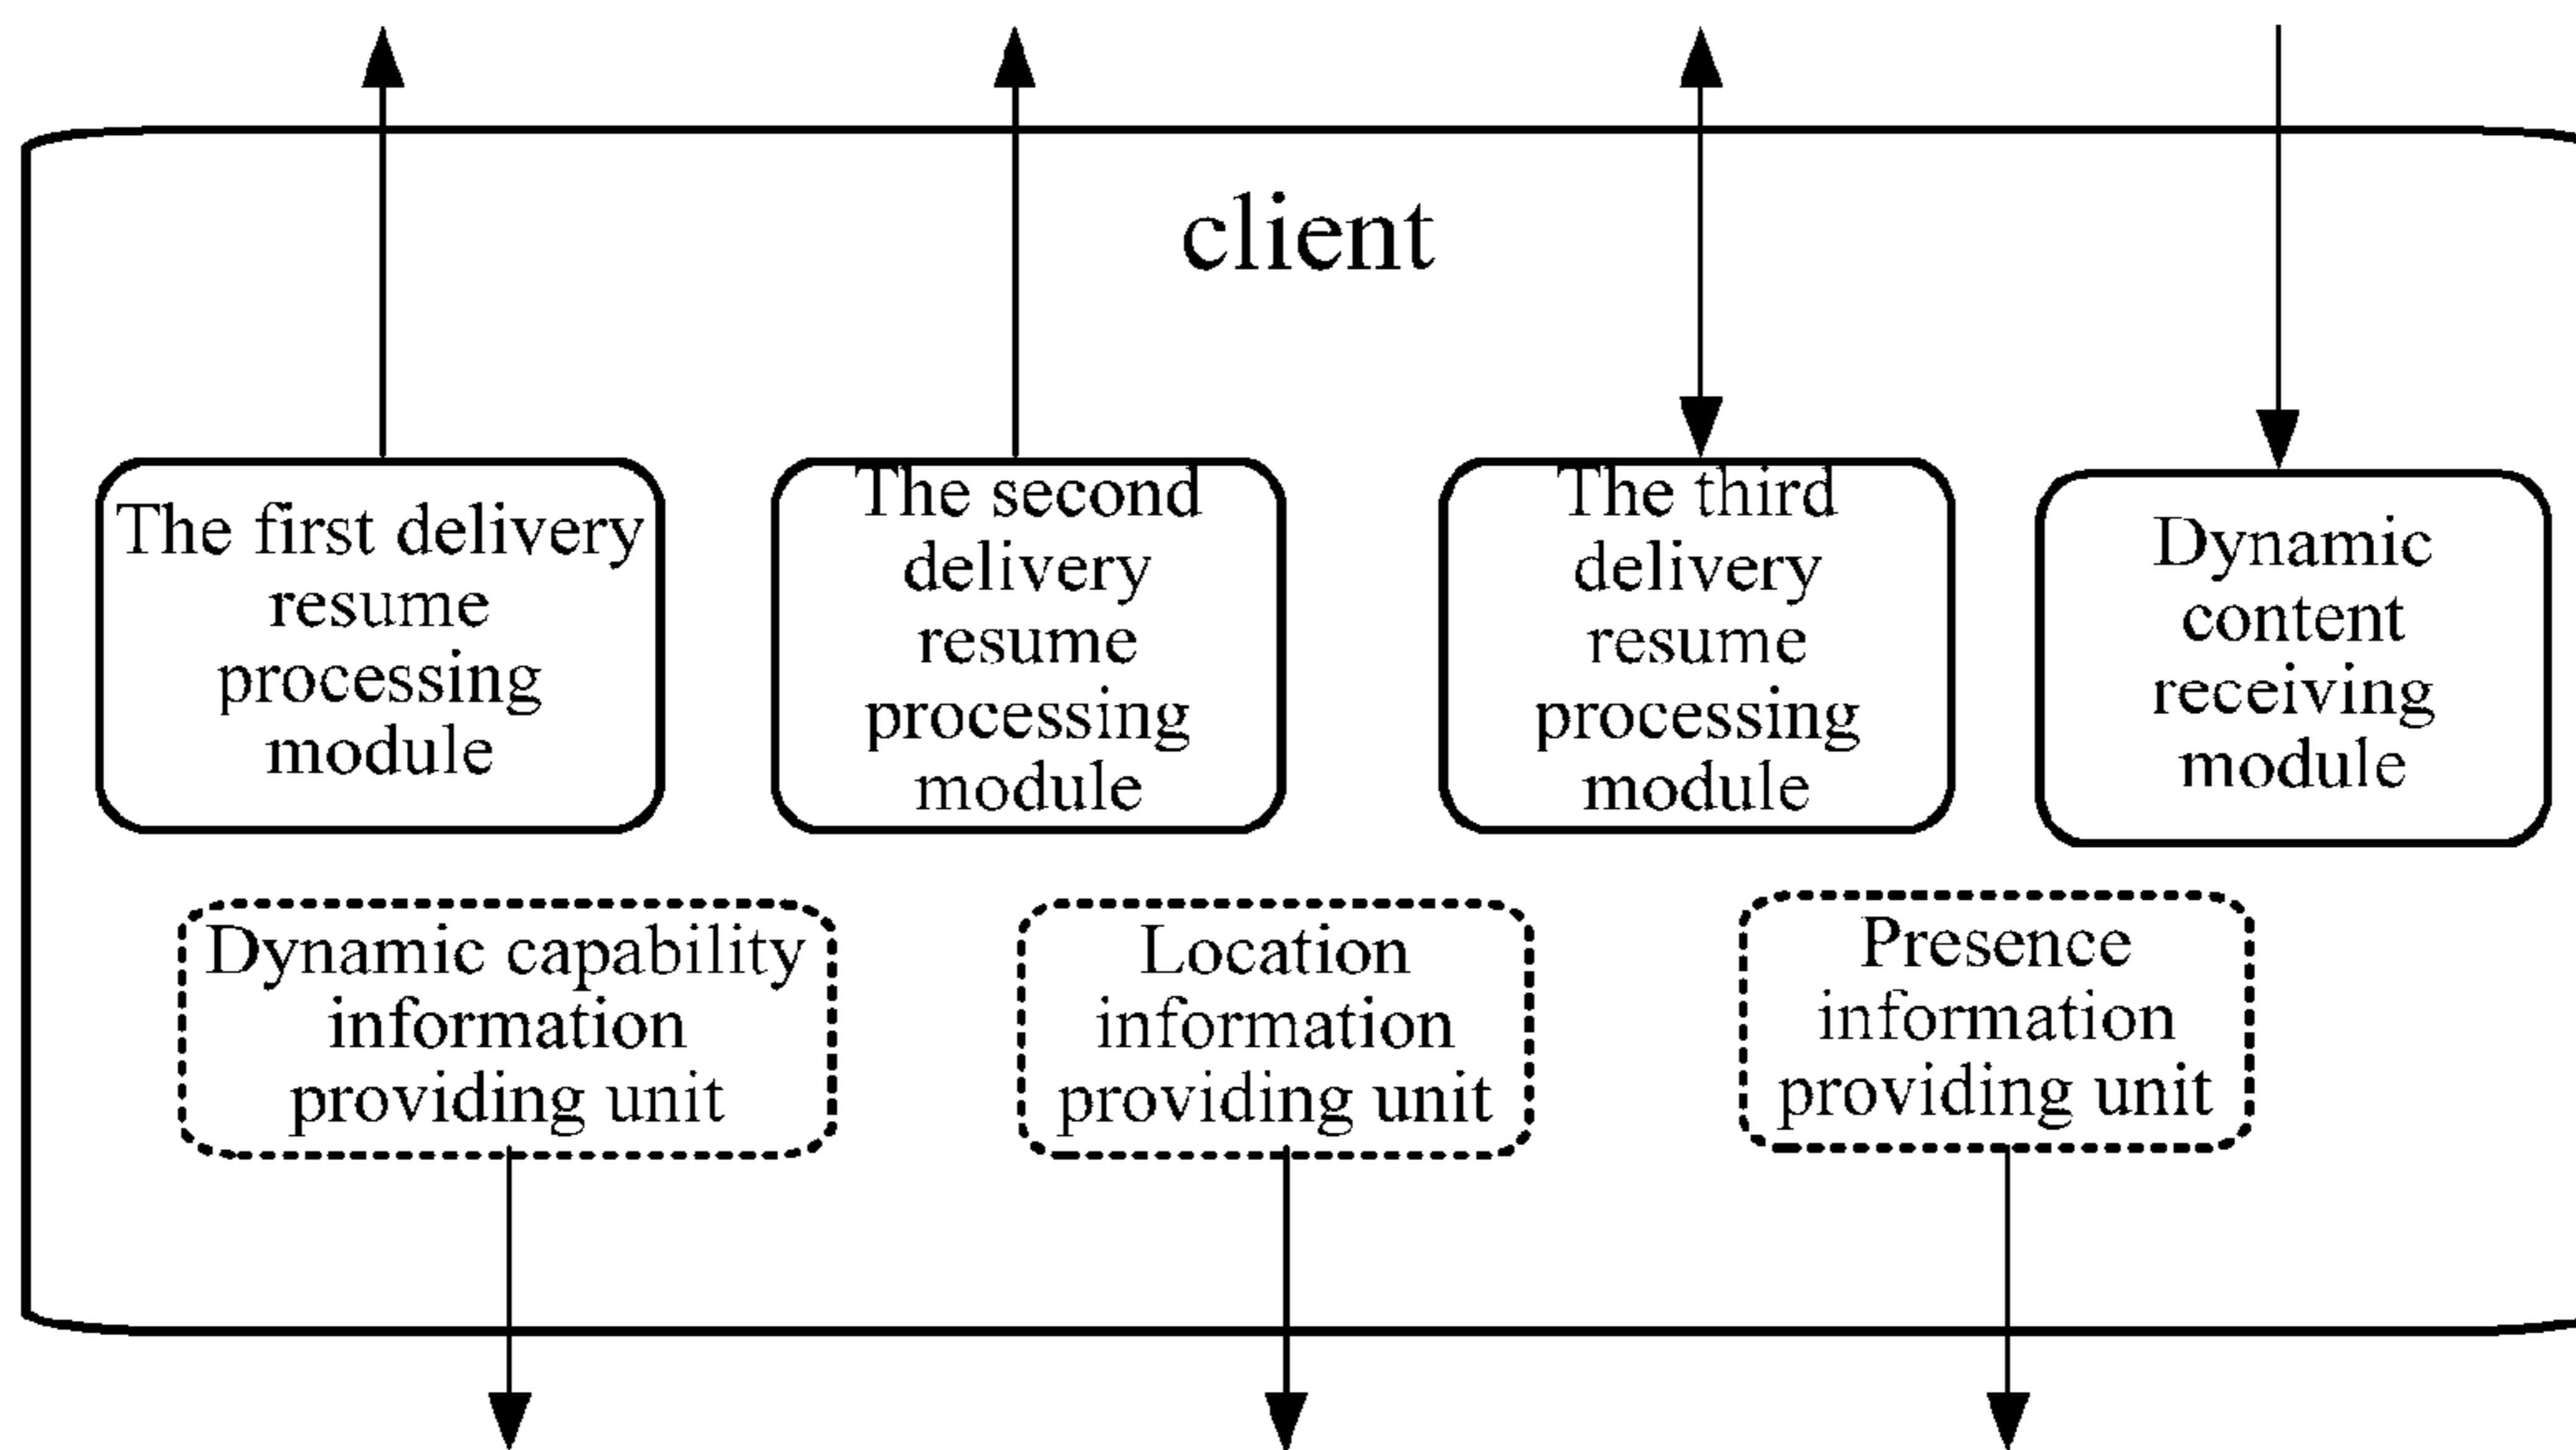 client
The first delivery
resume
processing
module
The second
delivery
resume
processing
module
The third
delivery
resume
processing
module
Dynamic
content
receiving
module
Dynamic capability
information
providing unit
Location
information
providing unit
Presence
information
providing unit